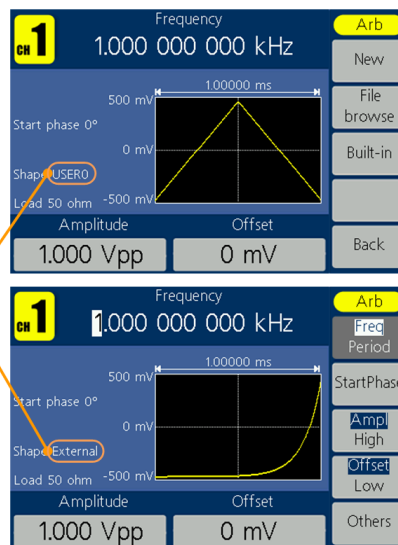 Frequency
CH 1
1.000 000 000 kHz
Arb
New
File
browse
Built-in
Back
1.00000 ms
500 mV
Start phase 0°
0 mV
Shape USER0
Load 50 ohm
-500 mV
Amplitude
Offset
1.000 Vpp
0 mV
Frequency
CH 1
1.000 000 000 kHz
Arb
Freq
Period
StartPhase
Ampl
High
Offset
Low
Others
1.00000 ms
500 mV
Start phase 0°
0 mV
Shape External
Load 50 ohm
-500 mV
Amplitude
Offset
1.000 Vpp
0 mV